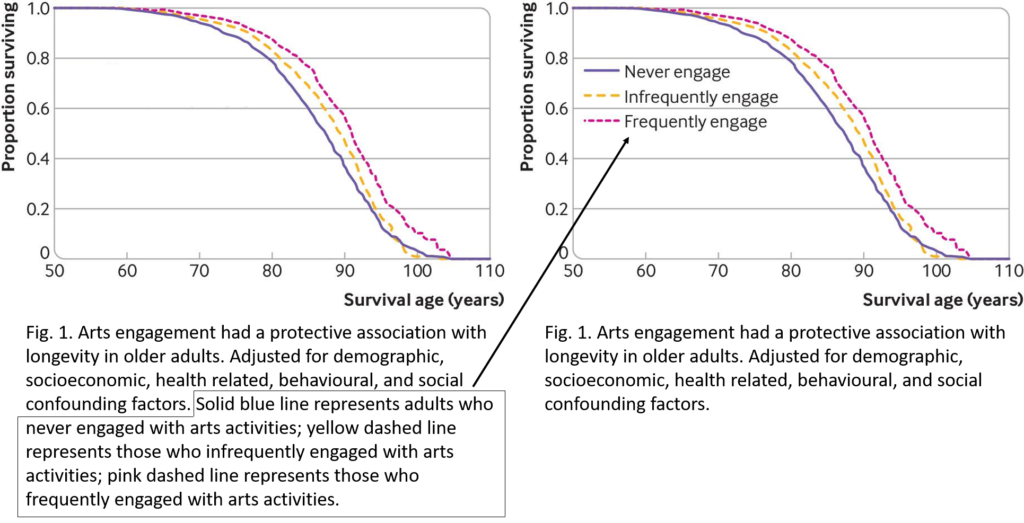 Proportion surviving
1.0
0.8
0.6
0.4
0.2
0
50 60 70 80 90 100 110
Survival age (years)
Fig. 1. Arts engagement had a protective association with
longevity in older adults. Adjusted for demographic,
socioeconomic, health related, behavioural, and social
confounding factors. Solid blue line represents adults who
never engaged with arts activities; yellow dashed line
represents those who infrequently engaged with arts
activities; pink dashed line represents those who
frequently engaged with arts activities.
Proportion surviving
1.0
0.8
0.6
0.4
0.2
0
Never engage
Infrequently engage
Frequently engage
50 60 70 80 90 100 110
Survival age (years)
Fig. 1. Arts engagement had a protective association with
longevity in older adults. Adjusted for demographic,
socioeconomic, health related, behavioural, and social
confounding factors.